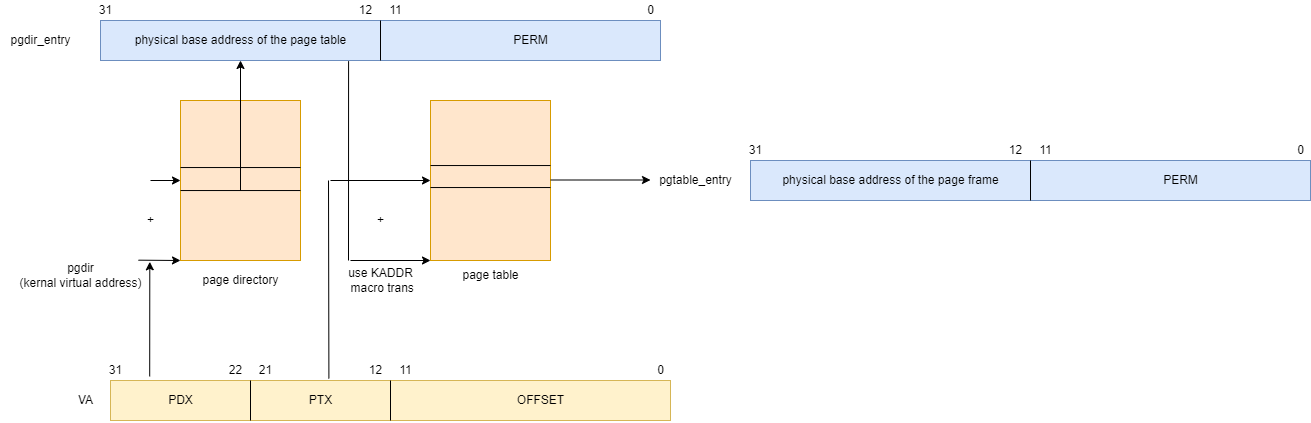 31 12 11 0
pgdir_entry physical base address of the page table PERM
31 12 11 0
pgtable_entry physical base address of the page frame PERM
+ +
pgdir
(kernal virtual address)
page directory
use KADDR
macro trans
page table
31 22 21 12 11 0
VA PDX PTX OFFSET